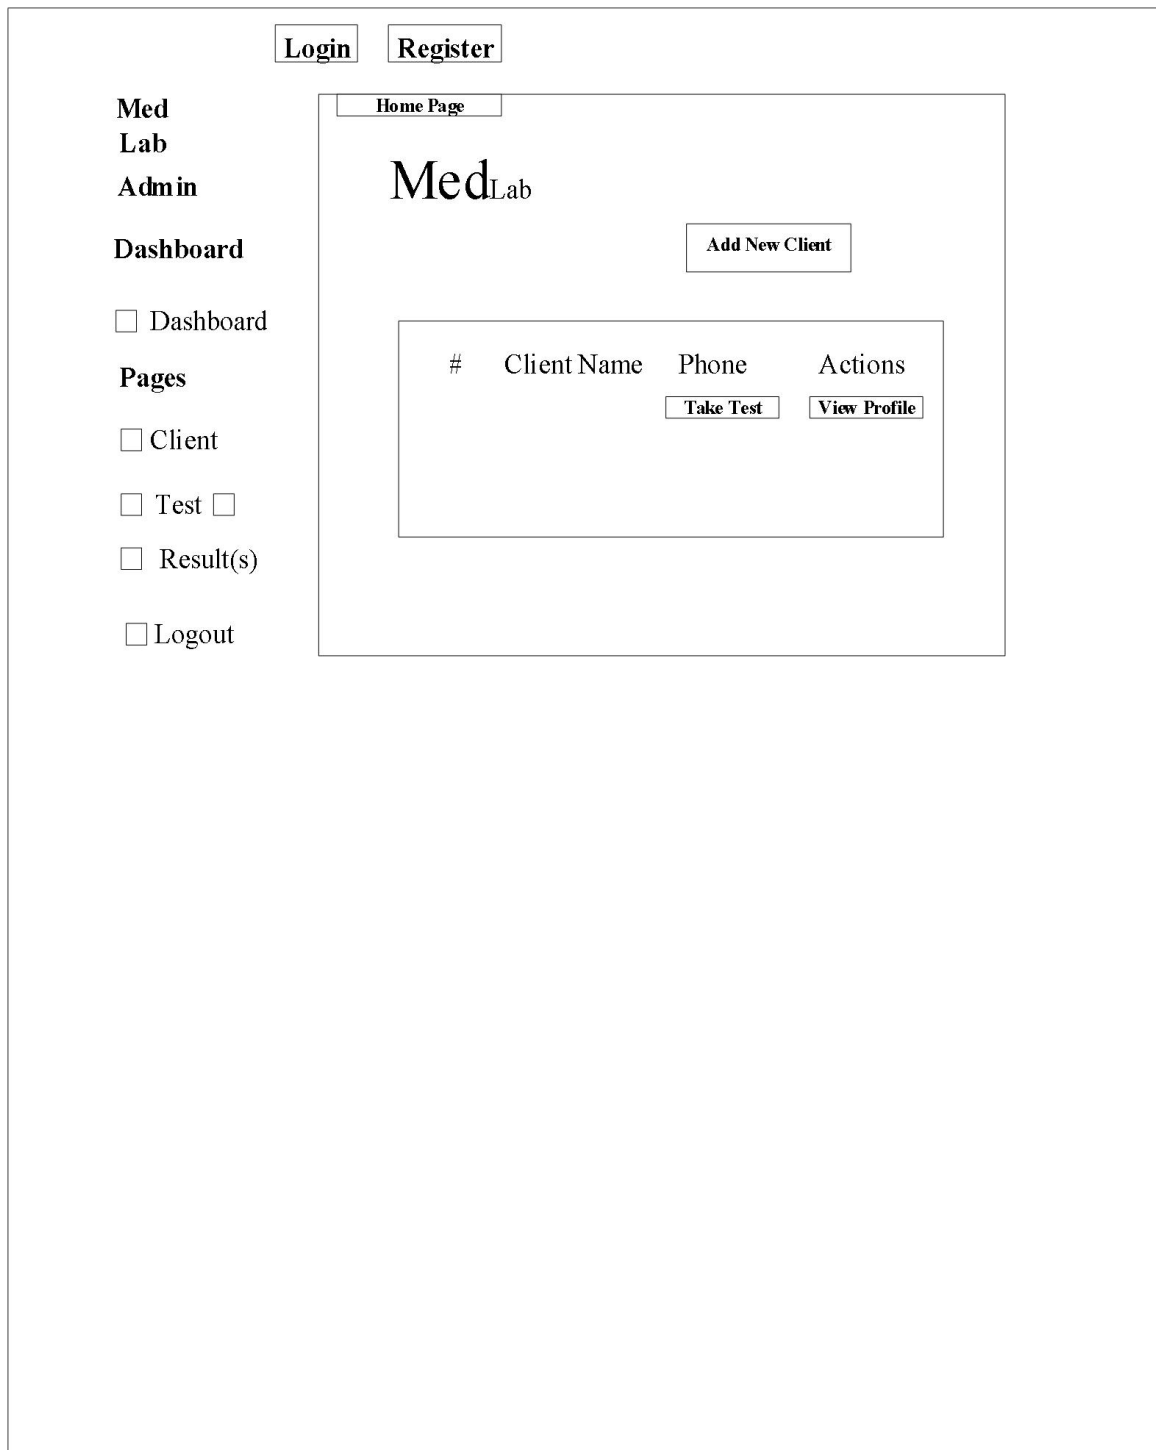 Login Register
Med
Lab
Admin
Dashboard
Dashboard
Pages
Client
Test
Result(s)
Logout
Home Page
MedLab
Add New Client
# Client Name Phone Actions
Take Test View Profile